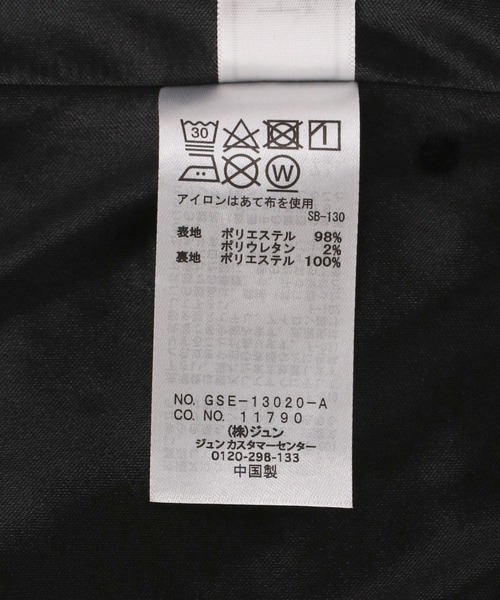 30
W
アイロンはあて布を使用
SB-130
表地 ポリエステル 98%
ポリウレタン 2%
裏地 ポリエステル 100%
NO. GSE-13020-A
CO. NO. 11790
(株)ジュン
ジュン カスタマーセンター
0120-298-133
中国製